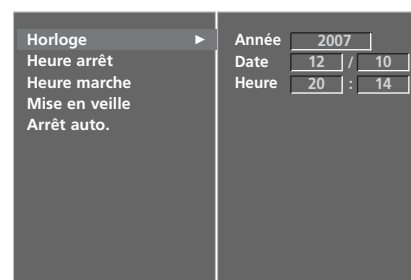 Horloge ►
Heure arrêt
Heure marche
Mise en veille
Arrêt auto.
Année 2007
Date 12 / 10
Heure 20 : 14